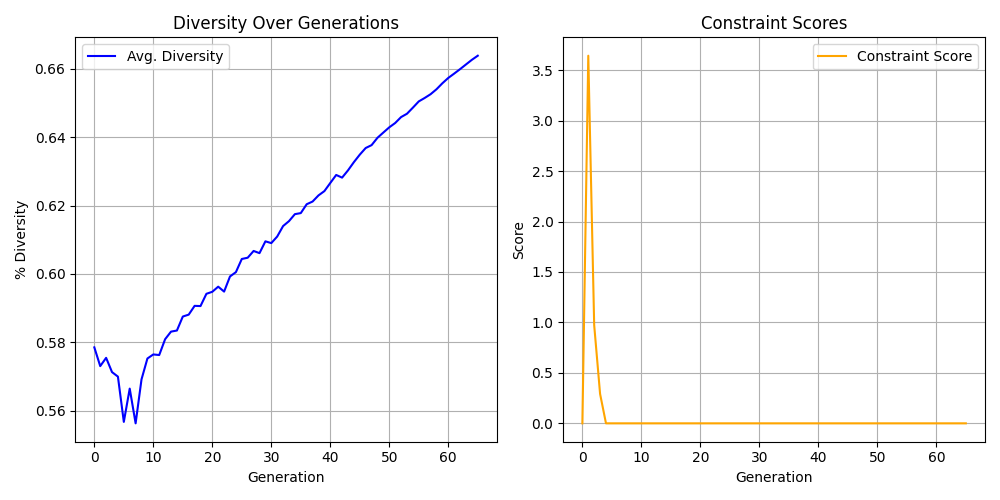 Diversity Over Generations
Avg. Diversity
% Diversity
0.66
0.64
0.62
0.60
0.58
0.56
0 10 20 30 40 50 60
Generation
Constraint Scores
Constraint Score
Score
3.5
3.0
2.5
2.0
1.5
1.0
0.5
0.0
0 10 20 30 40 50 60
Generation